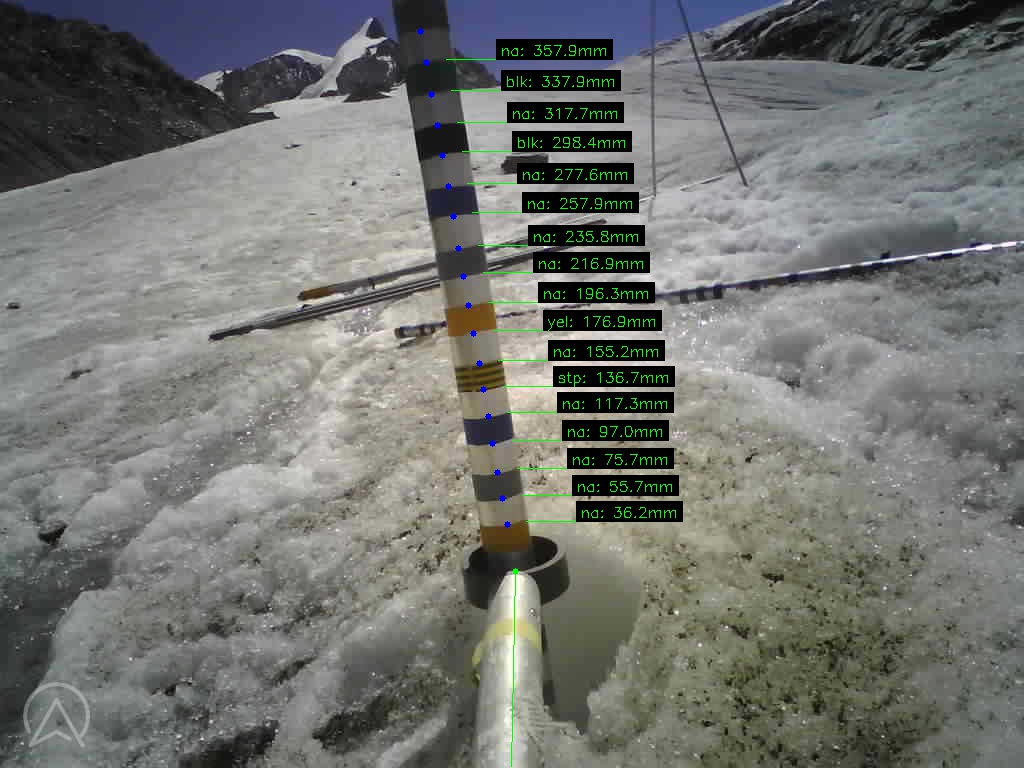 na: 357.9mm
blk: 337.9mm
na: 317.7mm
blk: 298.4mm
na: 277.6mm
na: 257.9mm
na: 235.8mm
na: 216.9mm
na: 196.3mm
yel: 176.9mm
na: 155.2mm
stp: 136.7mm
na: 117.3mm
na: 97.0mm
na: 75.7mm
na: 55.7mm
na: 36.2mm